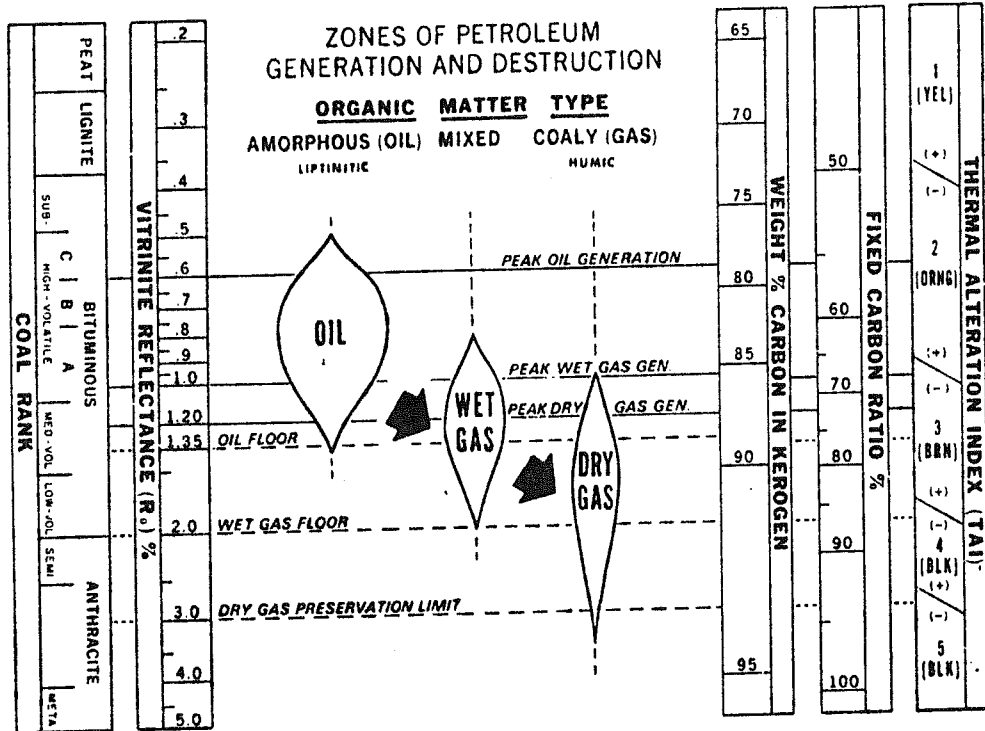 ZONES OF PETROLEUM
GENERATION AND DESTRUCTION
ORGANIC MATTER TYPE
AMORPHOUS (OIL) MIXED COALY (GAS)
LIPTINITIC HUMIC
COAL RANK
PEAT
LIGNITE
BITUMINOUS
ANTHRACITE
SUB-
HIGH-VOLATILE
C
B
A
MED-VOL
LOW-VOL
SEMI
META
VITRINITE REFLECTANCE (Ro) %
.2
.3
.4
.5
.6
.7
.8
.9
1.0
1.20
1.35
2.0
3.0
4.0
5.0
PEAK OIL GENERATION
OIL
PEAK WET GAS GEN.
WET
GAS
PEAK DRY GAS GEN.
OIL FLOOR
DRY
GAS
WET GAS FLOOR
DRY GAS PRESERVATION LIMIT
65
70
75
80
85
90
95
WEIGHT % CARBON IN KEROGEN
50
60
70
80
90
100
FIXED CARBON RATIO %
1
(YEL)
(+)
(-)
2
(ORNG)
(+)
(-)
3
(BRN)
(+)
(-)
4
(BLK)
(+)
(-)
5
(BLK)
THERMAL ALTERATION INDEX (TAI)